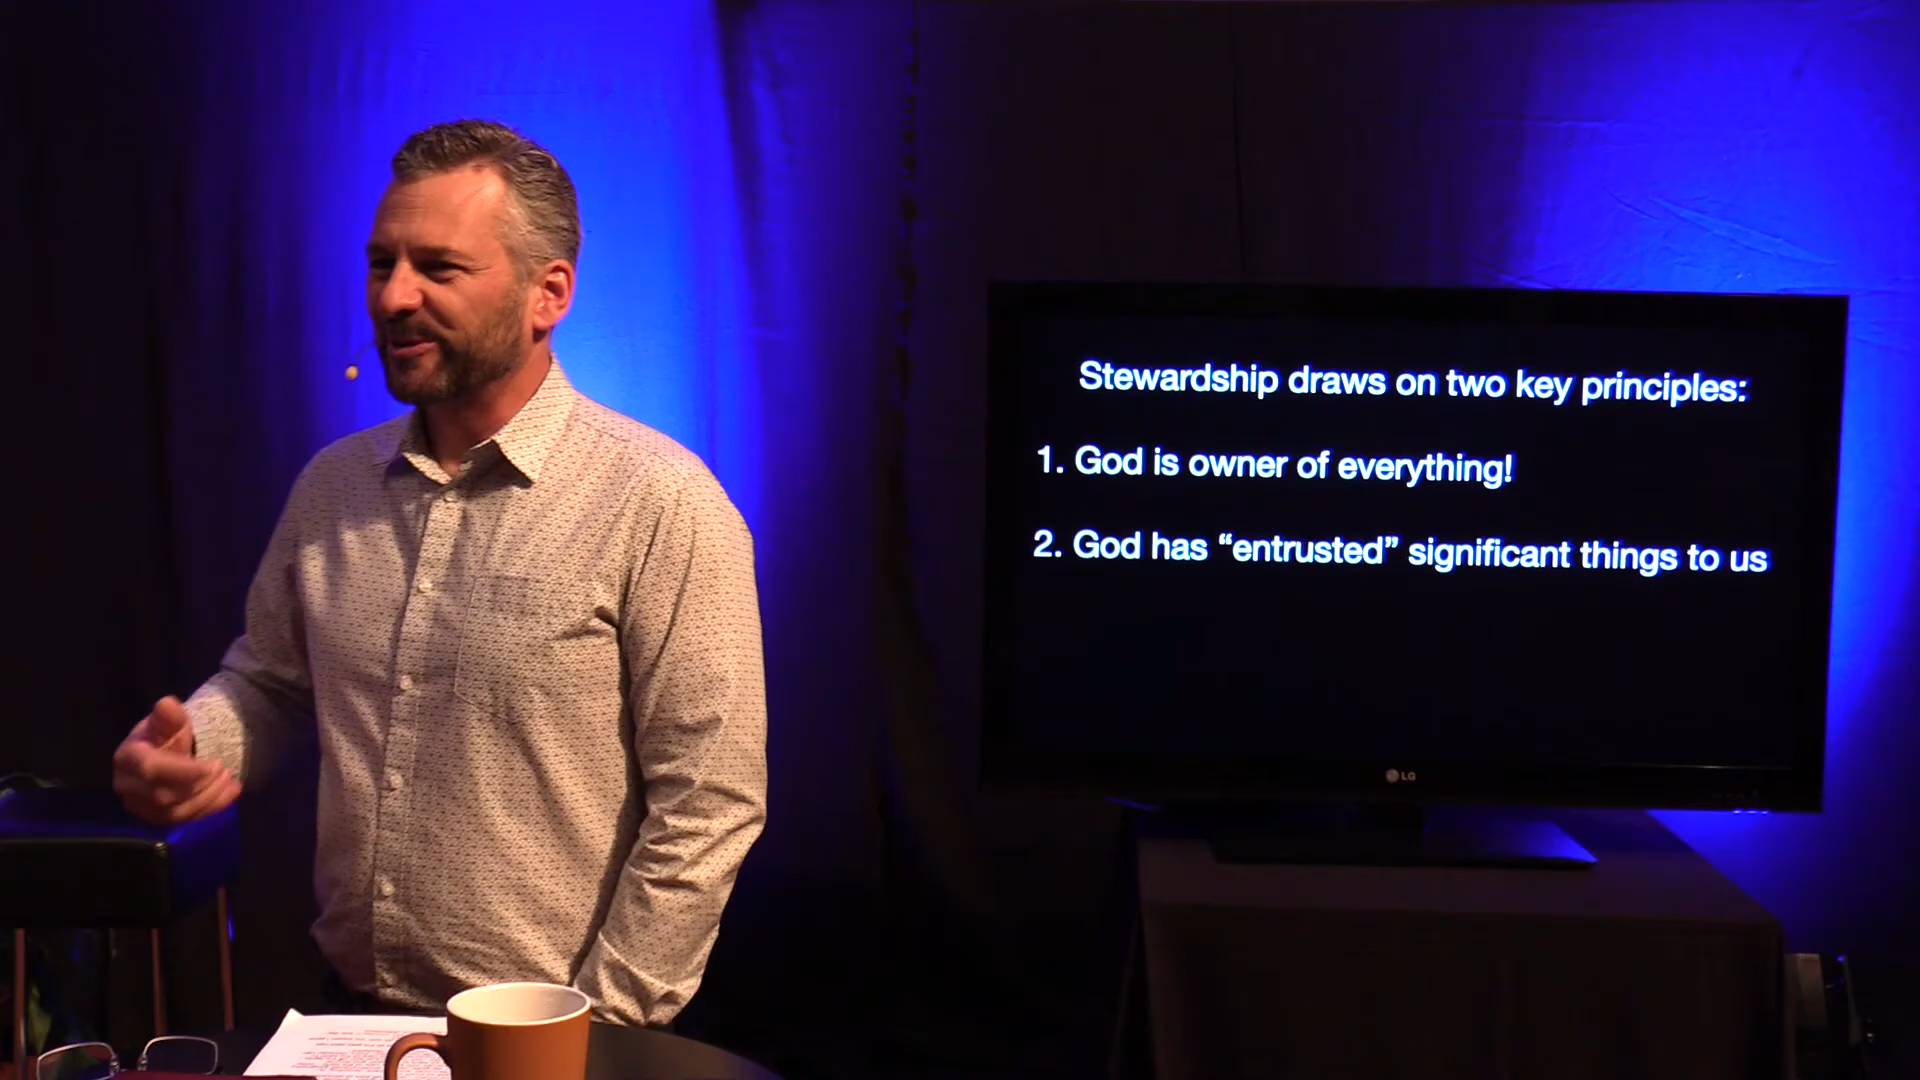 Stewardship draws on two key principles:
1. God is owner of everything!
2. God has “entrusted” significant things to us
LG